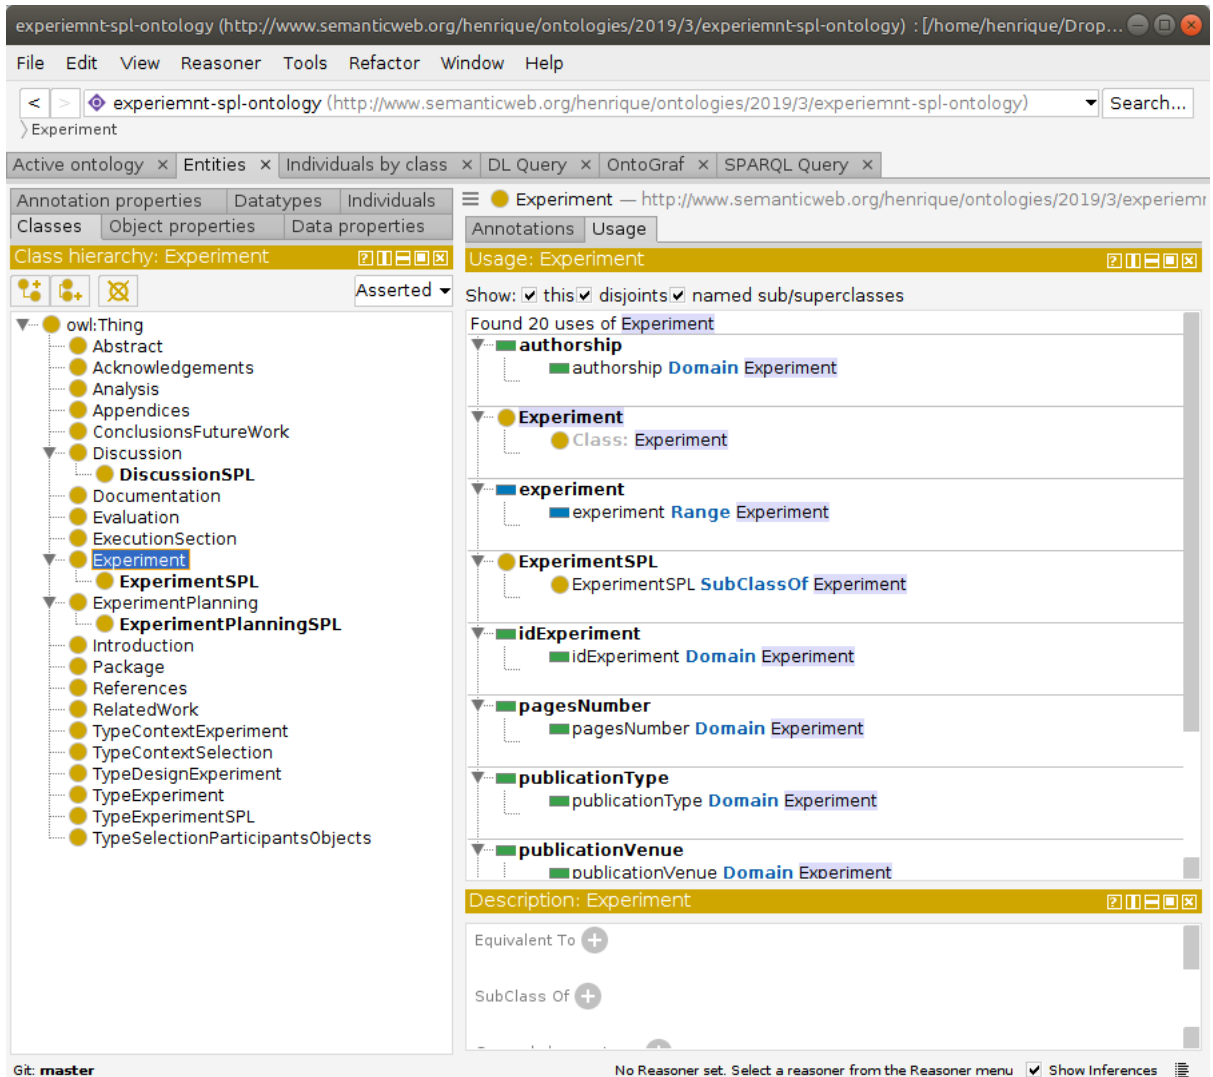 experiemnt-spl-ontology (http://www.semanticweb.org/henrique/ontologies/2019/3/experiemnt-spl-ontology) : [/home/henrique/Drop...
File Edit View Reasoner Tools Refactor Window Help
< > experiemnt-spl-ontology (http://www.semanticweb.org/henrique/ontologies/2019/3/experiemnt-spl-ontology) Search...
Experiment
Active ontology × Entities × Individuals by class × DL Query × OntoGraf × SPARQL Query ×
Annotation properties Datatypes Individuals
Classes Object properties Data properties
Class hierarchy: Experiment
Asserted
owl:Thing
Abstract
Acknowledgements
Analysis
Appendices
ConclusionsFutureWork
Discussion
DiscussionSPL
Documentation
Evaluation
ExecutionSection
Experiment
ExperimentSPL
ExperimentPlanning
ExperimentPlanningSPL
Introduction
Package
References
RelatedWork
TypeContextExperiment
TypeContextSelection
TypeDesignExperiment
TypeExperiment
TypeExperimentSPL
TypeSelectionParticipantsObjects
Experiment — http://www.semanticweb.org/henrique/ontologies/2019/3/experiemn
Annotations Usage
Usage: Experiment
Show: this disjoints named sub/superclasses
Found 20 uses of Experiment
authorship
authorship Domain Experiment
Experiment
Class: Experiment
experiment
experiment Range Experiment
ExperimentSPL
ExperimentSPL SubClassOf Experiment
idExperiment
idExperiment Domain Experiment
pagesNumber
pagesNumber Domain Experiment
publicationType
publicationType Domain Experiment
publicationVenue
publicationVenue Domain Experiment
Description: Experiment
Equivalent To
SubClass Of
Git: master
No Reasoner set. Select a reasoner from the Reasoner menu Show Inferences